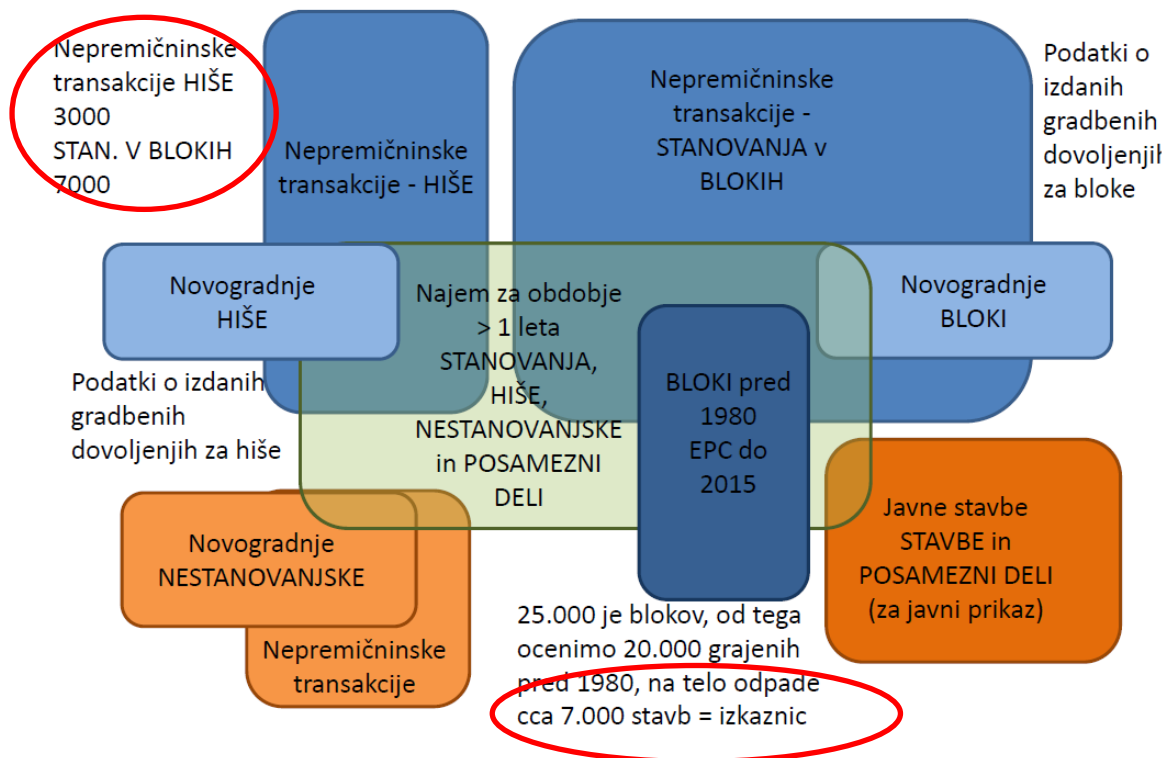 Nepremičninske
transakcije HIŠE
3000
STAN. V BLOKIH
7000
Nepremičninske
transakcije - HIŠE
Nepremičninske
transakcije -
STANOVANJA v
BLOKIH
Podatki o
izdanih
gradbenih
dovoljenjih
za bloke
Novogradnje
HIŠE
Najem za obdobje
> 1 leta
STANOVANJA,
HIŠE,
NESTANOVANJSKE
in POSAMEZNI
DELI
Novogradnje
BLOKI
BLOKI pred
1980
EPC do
2015
Podatki o izdanih
gradbenih
dovoljenjih za hiše
Novogradnje
NESTANOVANJSKE
Nepremičninske
transakcije
Javne stavbe
STAVBE in
POSAMEZNI DELI
(za javni prikaz)
25.000 je blokov, od tega
ocenimo 20.000 grajenih
pred 1980, na telo odpade
cca 7.000 stavb = izkaznic